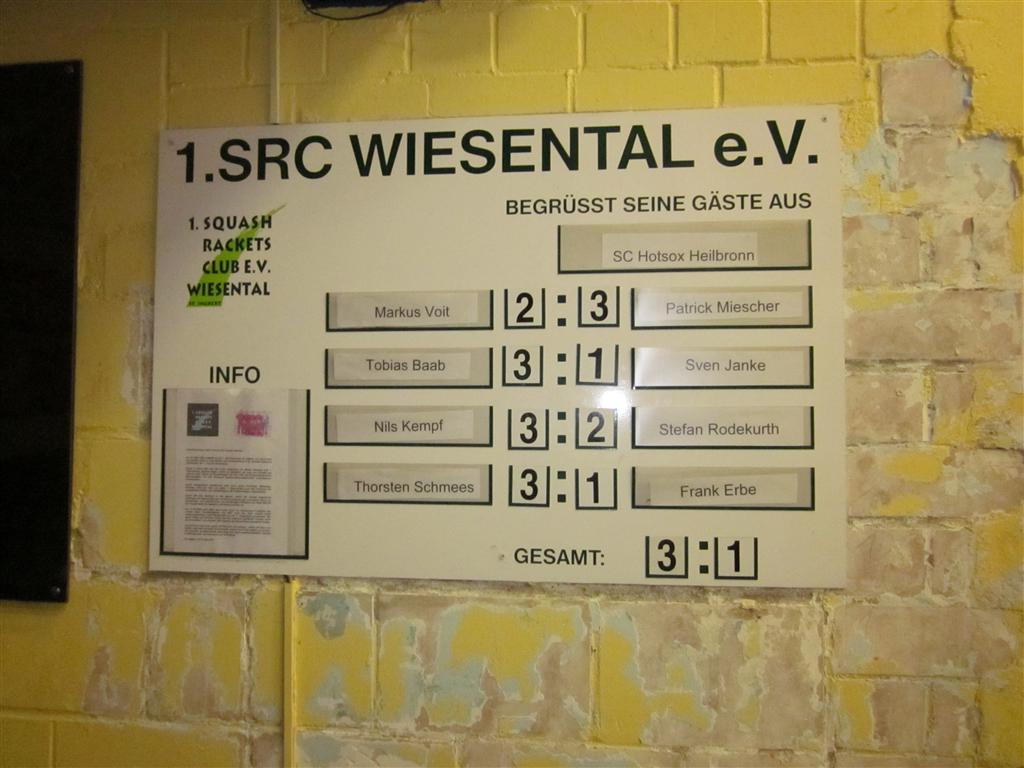 1.SRC WIESENTAL e.V.
BEGRÜSST SEINE GÄSTE AUS
1. SQUASH
RACKETS
CLUB E.V.
WIESENTAL
SC Hotsox Heilbronn
Markus Voit 2 : 3 Patrick Miescher
Tobias Baab 3 : 1 Sven Janke
Nils Kempf 3 : 2 Stefan Rodekurth
Thorsten Schmees 3 : 1 Frank Erbe
INFO
GESAMT: 3 : 1